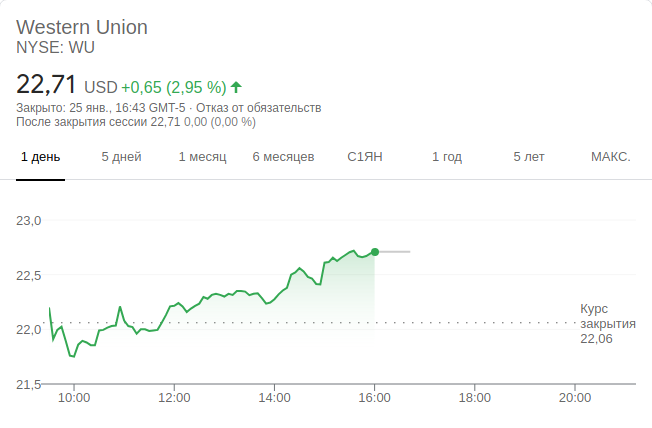 Western Union
NYSE: WU
22,71 USD +0,65 (2,95 %)
Закрыто: 25 янв., 16:43 GMT-5 · Отказ от обязательств
После закрытия сессии 22,71 0,00 (0,00 %)
1 день 5 дней 1 месяц 6 месяцев С1ЯН 1 год 5 лет МАКС.
23,0
22,5
22,0
21,5
Курс
закрытия
22,06
10:00 12:00 14:00 16:00 18:00 20:00